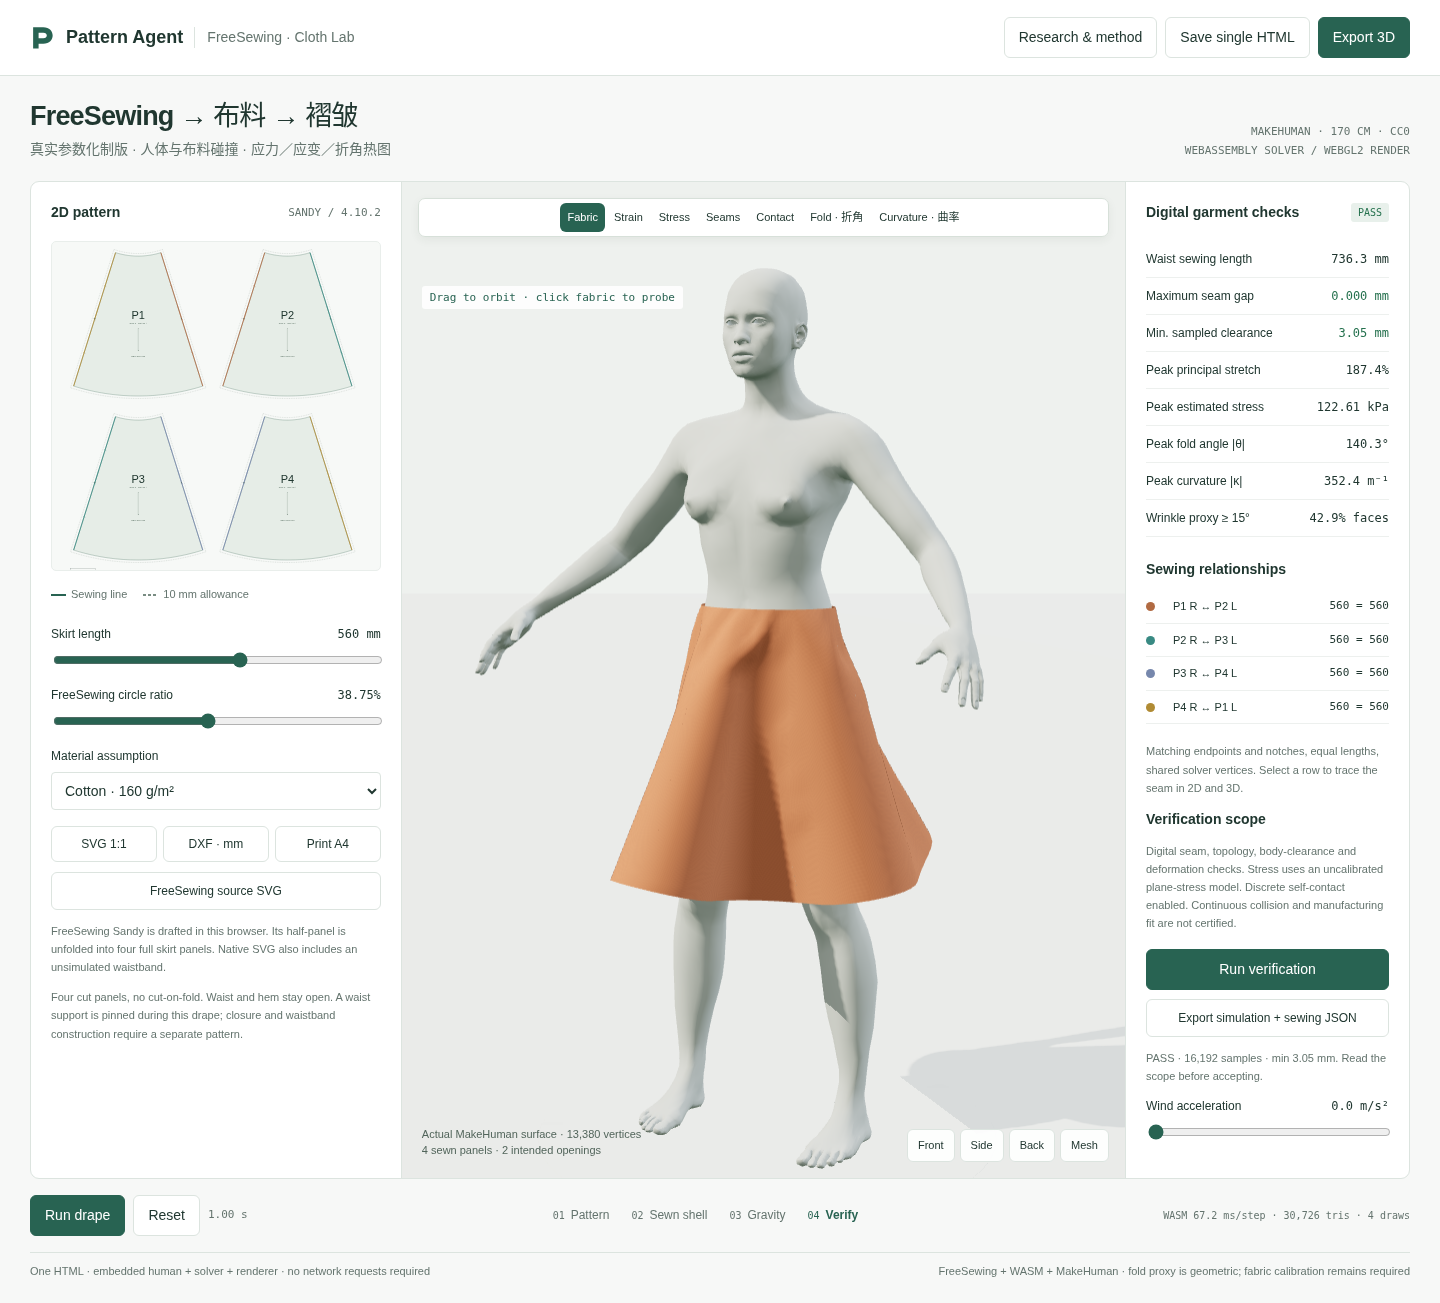 Pattern Agent
FreeSewing · Cloth Lab
Research & method
Save single HTML
Export 3D
FreeSewing → 布料 → 褶皱
真实参数化制版 · 人体与布料碰撞 · 应力／应变／折角热图
MAKEHUMAN · 170 CM · CC0
WEBASSEMBLY SOLVER / WEBGL2 RENDER
2D pattern
SANDY / 4.10.2
P1
P2
P3
P4
Sewing line
10 mm allowance
Skirt length
560 mm
FreeSewing circle ratio
38.75%
Material assumption
Cotton · 160 g/m²
SVG 1:1
DXF · mm
Print A4
FreeSewing source SVG
FreeSewing Sandy is drafted in this browser. Its half-panel is
unfolded into four full skirt panels. Native SVG also includes an
unsimulated waistband.
Four cut panels, no cut-on-fold. Waist and hem stay open. A waist
support is pinned during this drape; closure and waistband
construction require a separate pattern.
Fabric
Strain
Stress
Seams
Contact
Fold · 折角
Curvature · 曲率
Drag to orbit · click fabric to probe
Actual MakeHuman surface · 13,380 vertices
4 sewn panels · 2 intended openings
Front
Side
Back
Mesh
Digital garment checks
PASS
Waist sewing length
736.3 mm
Maximum seam gap
0.000 mm
Min. sampled clearance
3.05 mm
Peak principal stretch
187.4%
Peak estimated stress
122.61 kPa
Peak fold angle |θ|
140.3°
Peak curvature |κ|
352.4 m⁻¹
Wrinkle proxy ≥ 15°
42.9% faces
Sewing relationships
P1 R ↔ P2 L
560 = 560
P2 R ↔ P3 L
560 = 560
P3 R ↔ P4 L
560 = 560
P4 R ↔ P1 L
560 = 560
Matching endpoints and notches, equal lengths,
shared solver vertices. Select a row to trace the
seam in 2D and 3D.
Verification scope
Digital seam, topology, body-clearance and
deformation checks. Stress uses an uncalibrated
plane-stress model. Discrete self-contact
enabled. Continuous collision and manufacturing
fit are not certified.
Run verification
Export simulation + sewing JSON
PASS · 16,192 samples · min 3.05 mm. Read the
scope before accepting.
Wind acceleration
0.0 m/s²
Run drape
Reset
1.00 s
01 Pattern
02 Sewn shell
03 Gravity
04 Verify
WASM 67.2 ms/step · 30,726 tris · 4 draws
One HTML · embedded human + solver + renderer · no network requests required
FreeSewing + WASM + MakeHuman · fold proxy is geometric; fabric calibration remains required